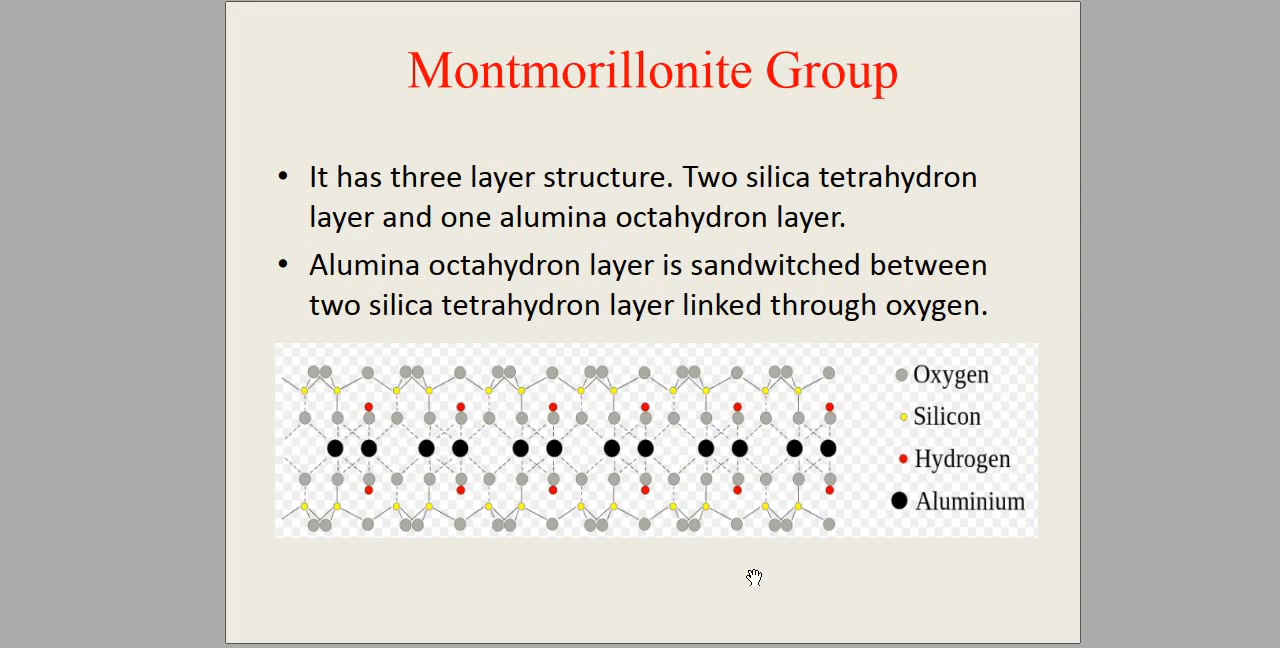 Montmorillonite Group
• It has three layer structure. Two silica tetrahydron
layer and one alumina octahydron layer.
• Alumina octahydron layer is sandwitched between
two silica tetrahydron layer linked through oxygen.
Oxygen
Silicon
Hydrogen
Aluminium